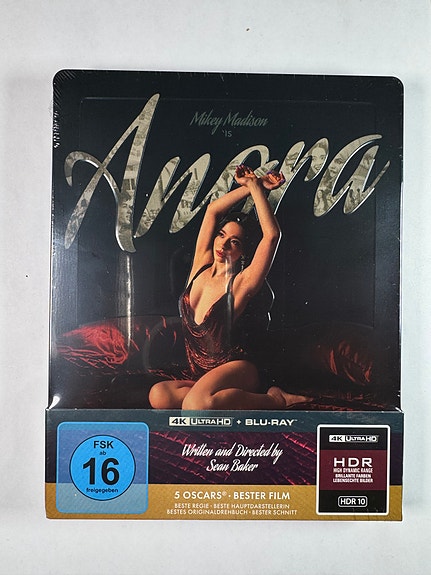 Mikey Madison
'IS
Anora
4K ULTRA HD + BLU-RAY™
FSK
ab
16
freigegeben
Written and Directed by
Sean Baker
5 OSCARS® · BESTER FILM
BESTE REGIE · BESTE HAUPTDARSTELLERIN
BESTES ORIGINALDREHBUCH · BESTER SCHNITT
4K ULTRA HD
HDR
HIGH DYNAMIC RANGE
BRILLANTE FARBEN
LEBENSECHTE BILDER
HDR 10